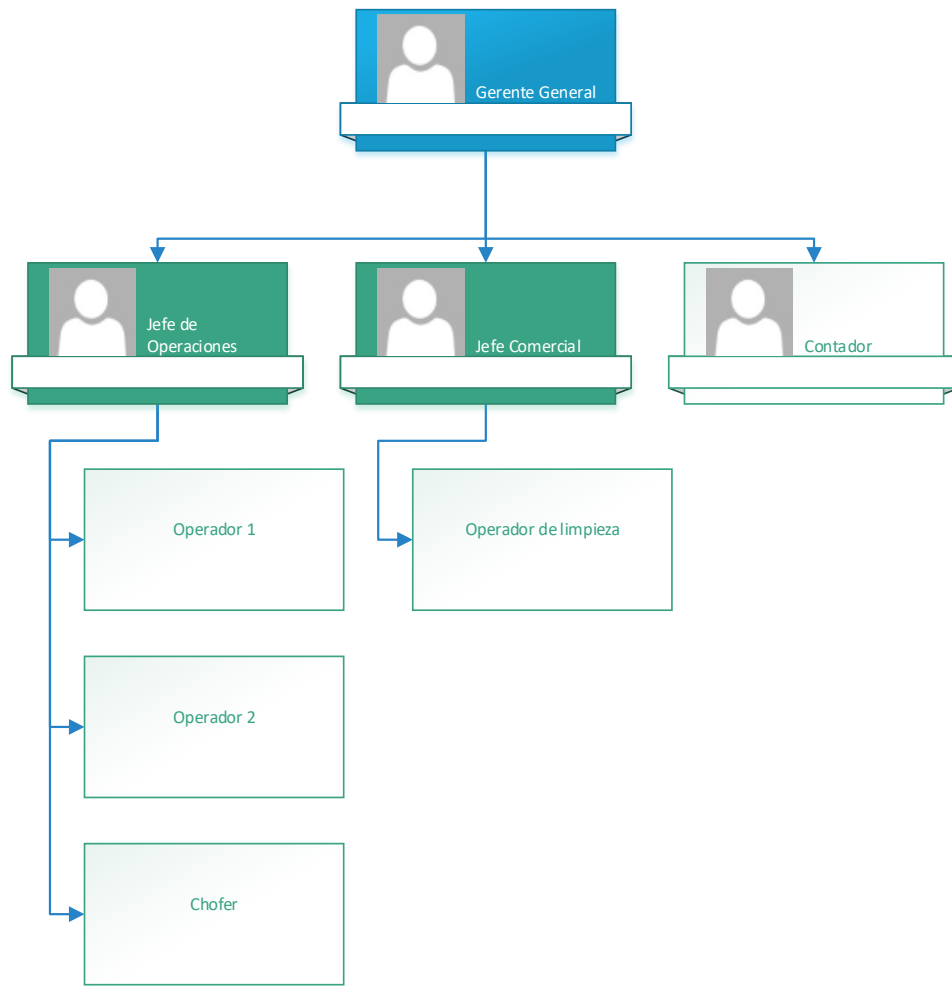 Gerente General
Jefe de
Operaciones
Jefe Comercial
Contador
Operador 1
Operador de limpieza
Operador 2
Chofer